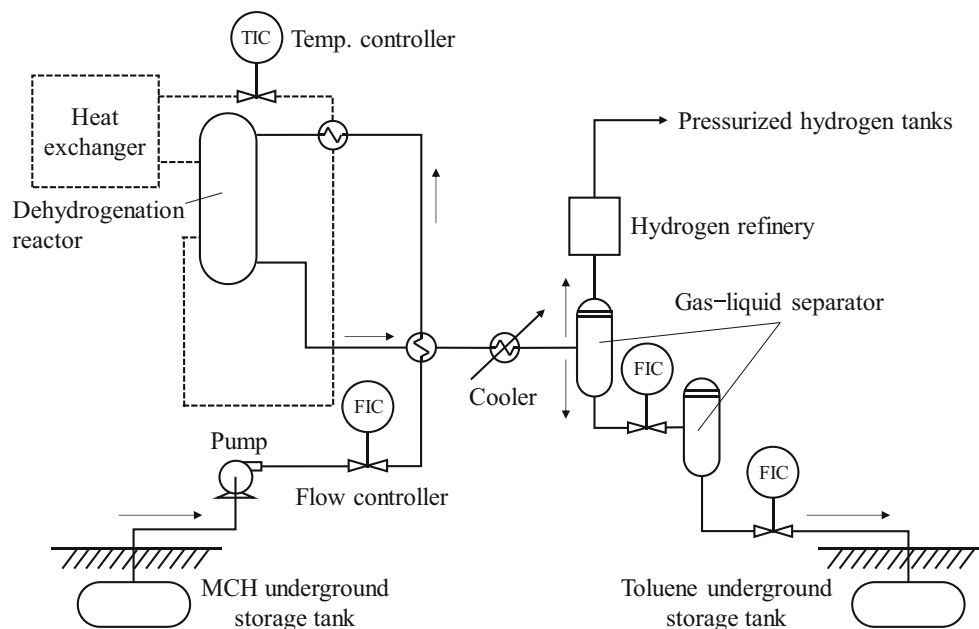 TIC
Temp. controller
Heat
exchanger
Pressurized hydrogen tanks
Dehydrogenation
reactor
Hydrogen refinery
Gas-liquid separator
FIC
Cooler
FIC
Pump
FIC
Flow controller
MCH underground
storage tank
Toluene underground
storage tank